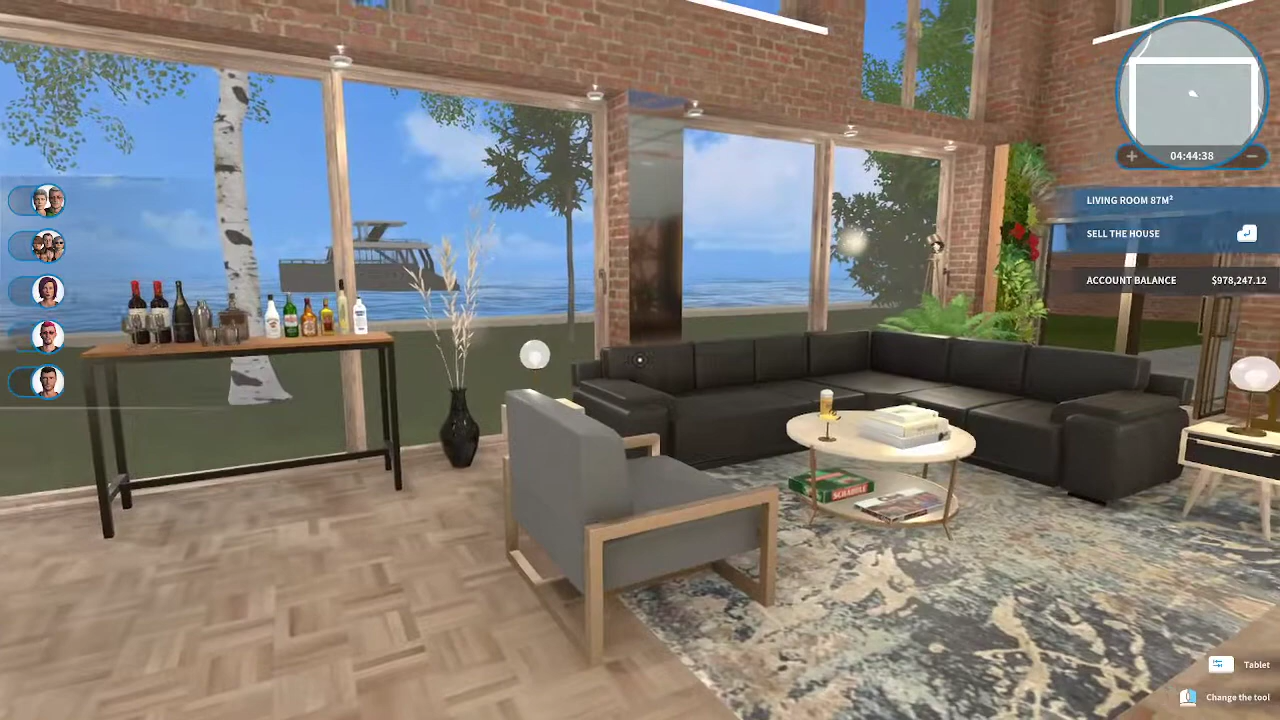 04:44:38
LIVING ROOM 87M²
SELL THE HOUSE
ACCOUNT BALANCE $978,247.12
SCRABBLE
Tablet
Change the tool